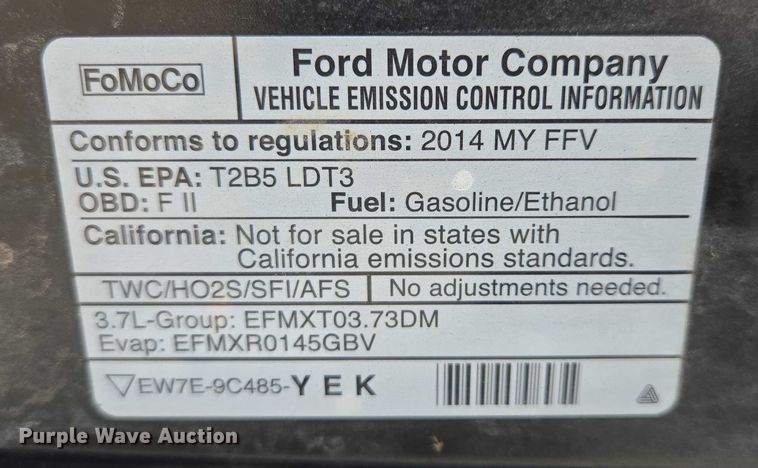 FoMoCo
Ford Motor Company
VEHICLE EMISSION CONTROL INFORMATION
Conforms to regulations: 2014 MY FFV
U.S. EPA: T2B5 LDT3
OBD: F II Fuel: Gasoline/Ethanol
California: Not for sale in states with
California emissions standards.
TWC/HO2S/SFI/AFS No adjustments needed.
3.7L-Group: EFMXT03.73DM
Evap: EFMXR0145GBV
EW7E-9C485-YEK
Purple Wave Auction